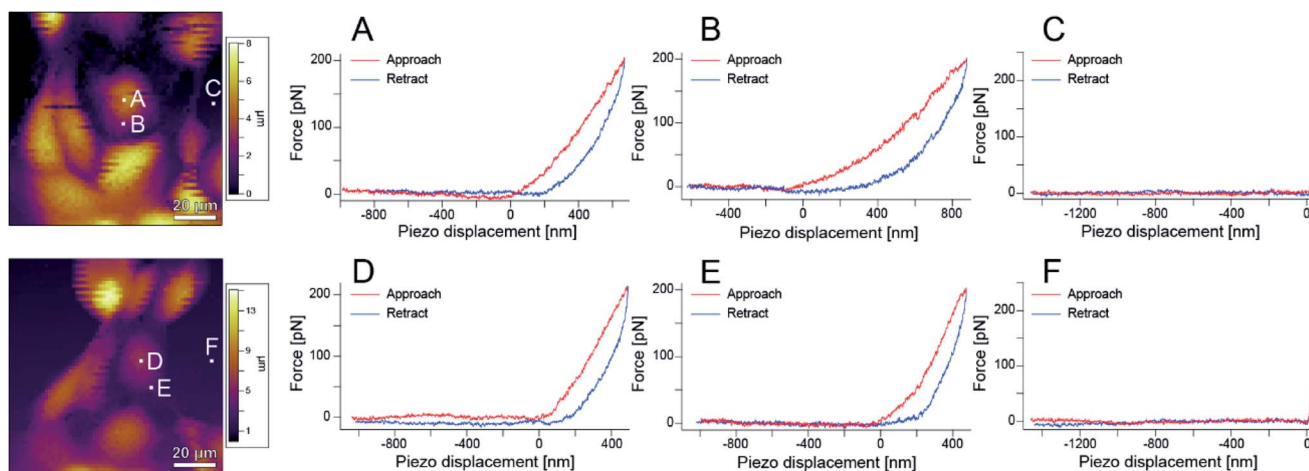 8
6
4
2
0
µm
A
B
C
20 µm
A
Approach
Retract
Force [pN]
200
100
0
-800 -400 0 400
Piezo displacement [nm]
B
Approach
Retract
Force [pN]
200
100
0
-400 0 400 800
Piezo displacement [nm]
C
Approach
Retract
Force [pN]
200
100
0
-1200 -800 -400 0
Piezo displacement [nm]
13
9
5
1
µm
D
E
F
20 µm
D
Approach
Retract
Force [pN]
200
100
0
-800 -400 0 400
Piezo displacement [nm]
E
Approach
Retract
Force [pN]
200
100
0
-800 -400 0 400
Piezo displacement [nm]
F
Approach
Retract
Force [pN]
200
100
0
-1200 -800 -400 0
Piezo displacement [nm]